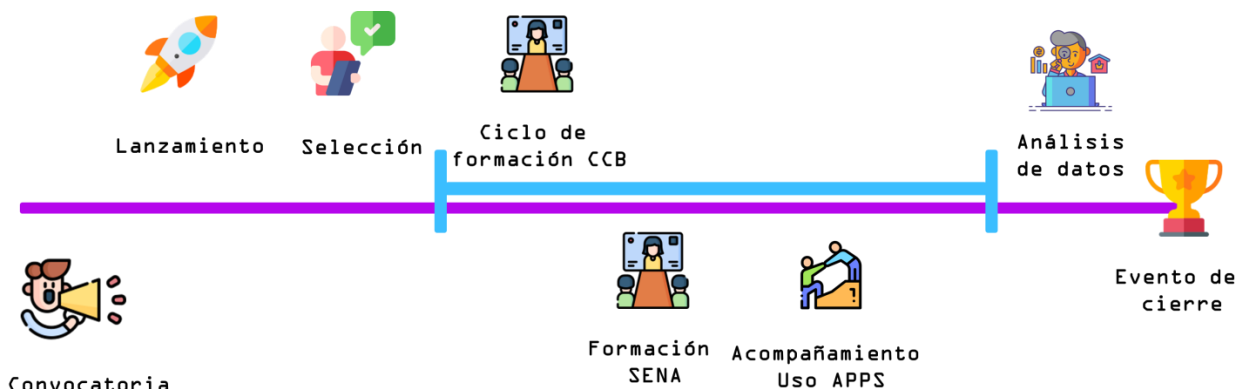 Lanzamiento
Selección
Ciclo de
formación CCB
Análisis
de datos
Convocatoria
Formación
SENA
Acompañamiento
Uso APPS
Evento de
cierre